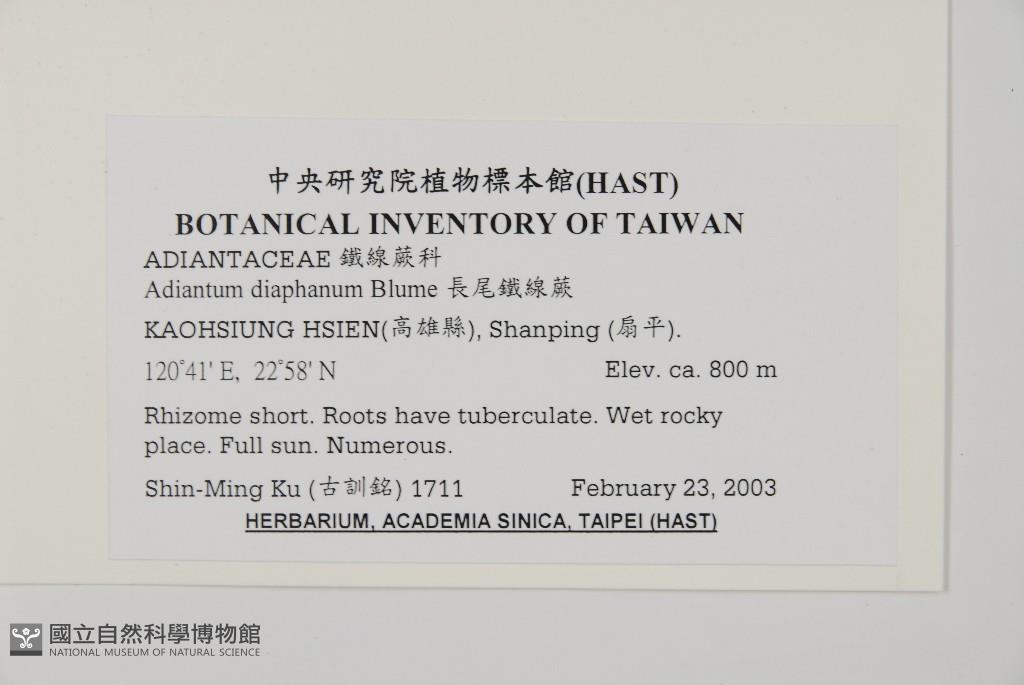 中央研究院植物標本館(HAST)
BOTANICAL INVENTORY OF TAIWAN
ADIANTACEAE 鐵線蕨科
Adiantum diaphanum Blume 長尾鐵線蕨
KAOHSIUNG HSIEN(高雄縣), Shanping (扇平).
120°41' E, 22°58' N Elev. ca. 800 m
Rhizome short. Roots have tuberculate. Wet rocky
place. Full sun. Numerous.
Shin-Ming Ku (古訓銘) 1711 February 23, 2003
HERBARIUM, ACADEMIA SINICA, TAIPEI (HAST)
國立自然科學博物館
NATIONAL MUSEUM OF NATURAL SCIENCE